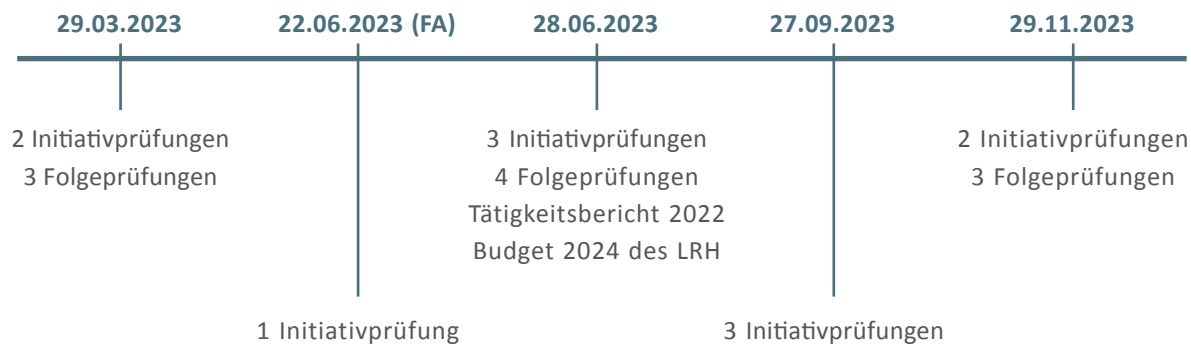 29.03.2023
22.06.2023 (FA)
28.06.2023
27.09.2023
29.11.2023
2 Initiativprüfungen
3 Folgeprüfungen
3 Initiativprüfungen
4 Folgeprüfungen
Tätigkeitsbericht 2022
Budget 2024 des LRH
2 Initiativprüfungen
3 Folgeprüfungen
1 Initiativprüfung
3 Initiativprüfungen